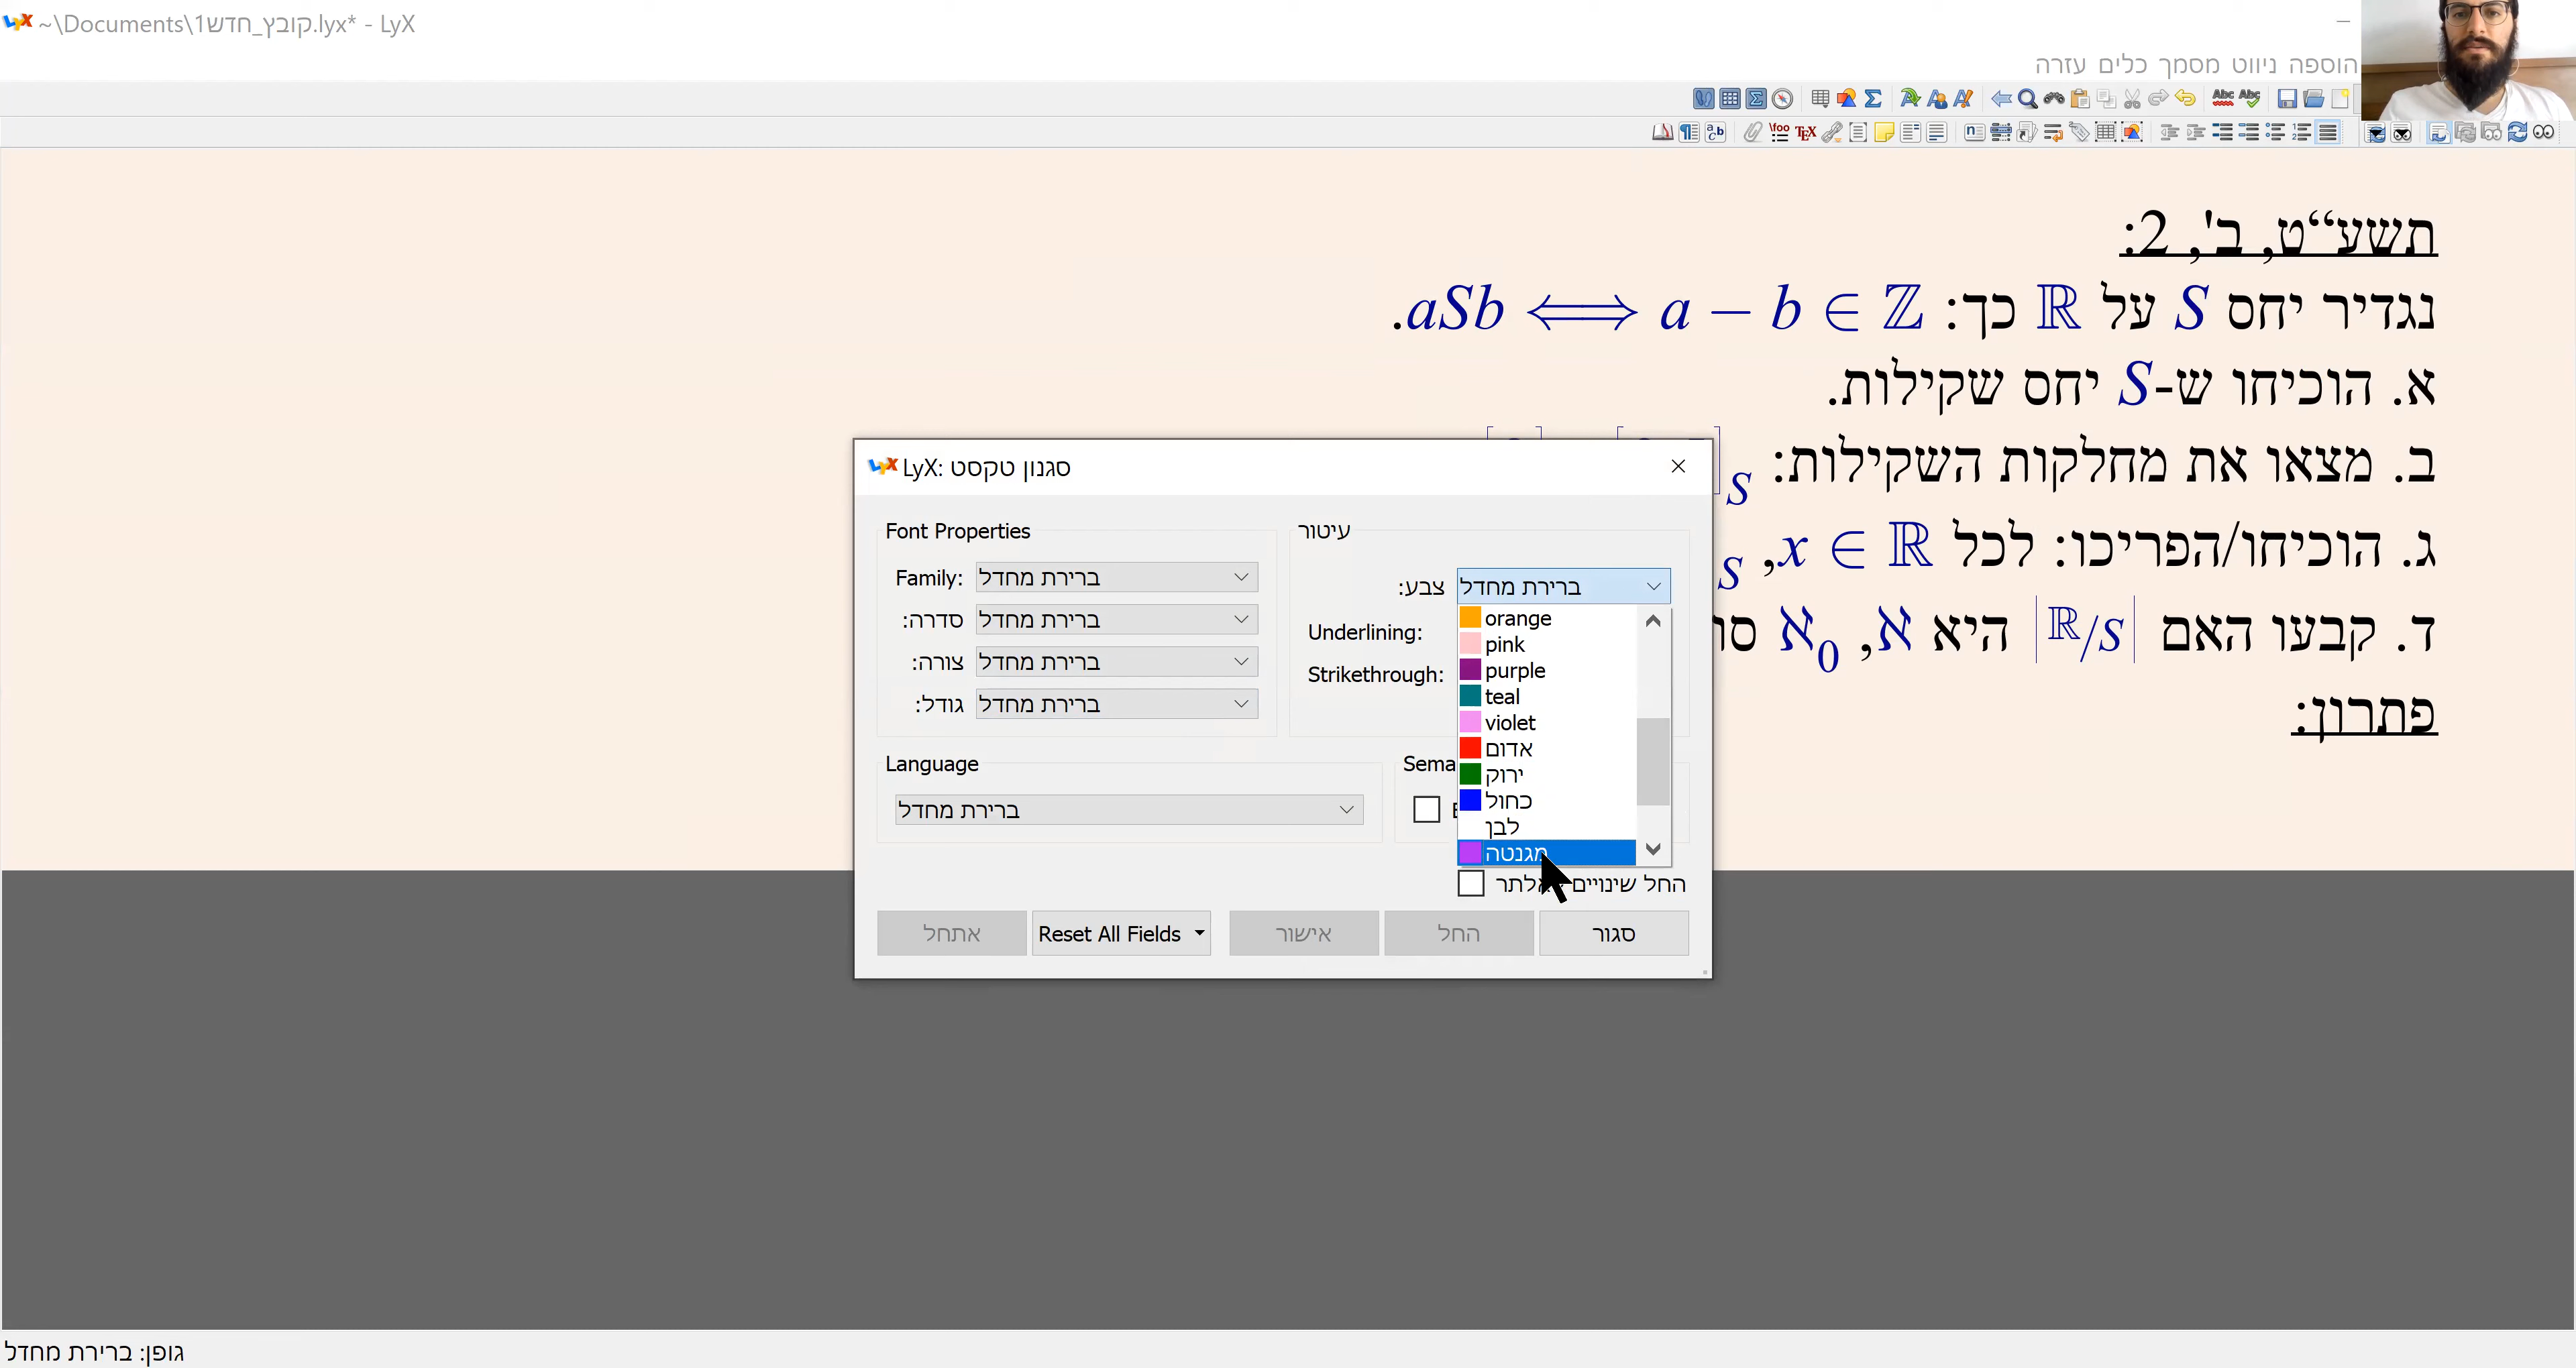 ~\Documents\קובץ_חדש1.lyx* - LyX
הוספה ניווט מסמך כלים עזרה
תשע“ט, ב', 2:
נגדיר יחס S על ℝ כך: aSb ⟺ a − b ∈ ℤ.
א. הוכיחו ש-S יחס שקילות.
ב. מצאו את מחלקות השקילות: S
ג. הוכיחו/הפריכו: לכל x ∈ ℝ, S
ד. קבעו האם |ℝ/S| היא א, ℵ0 סו
פתרון:
LyX: סגנון טקסט
Font Properties
Family: ברירת מחדל
סדרה: ברירת מחדל
צורה: ברירת מחדל
גודל: ברירת מחדל
עיטור
צבע: ברירת מחדל
Underlining:
Strikethrough:
orange
pink
purple
teal
violet
אדום
ירוק
כחול
לבן
מגנטה
Language
ברירת מחדל
Sema
החל שינויים
אתחל
Reset All Fields
אישור
החל
סגור
גופן: ברירת מחדל